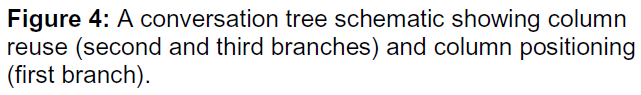 Figure 4: A conversation tree schematic showing column
reuse (second and third branches) and column positioning
(first branch).